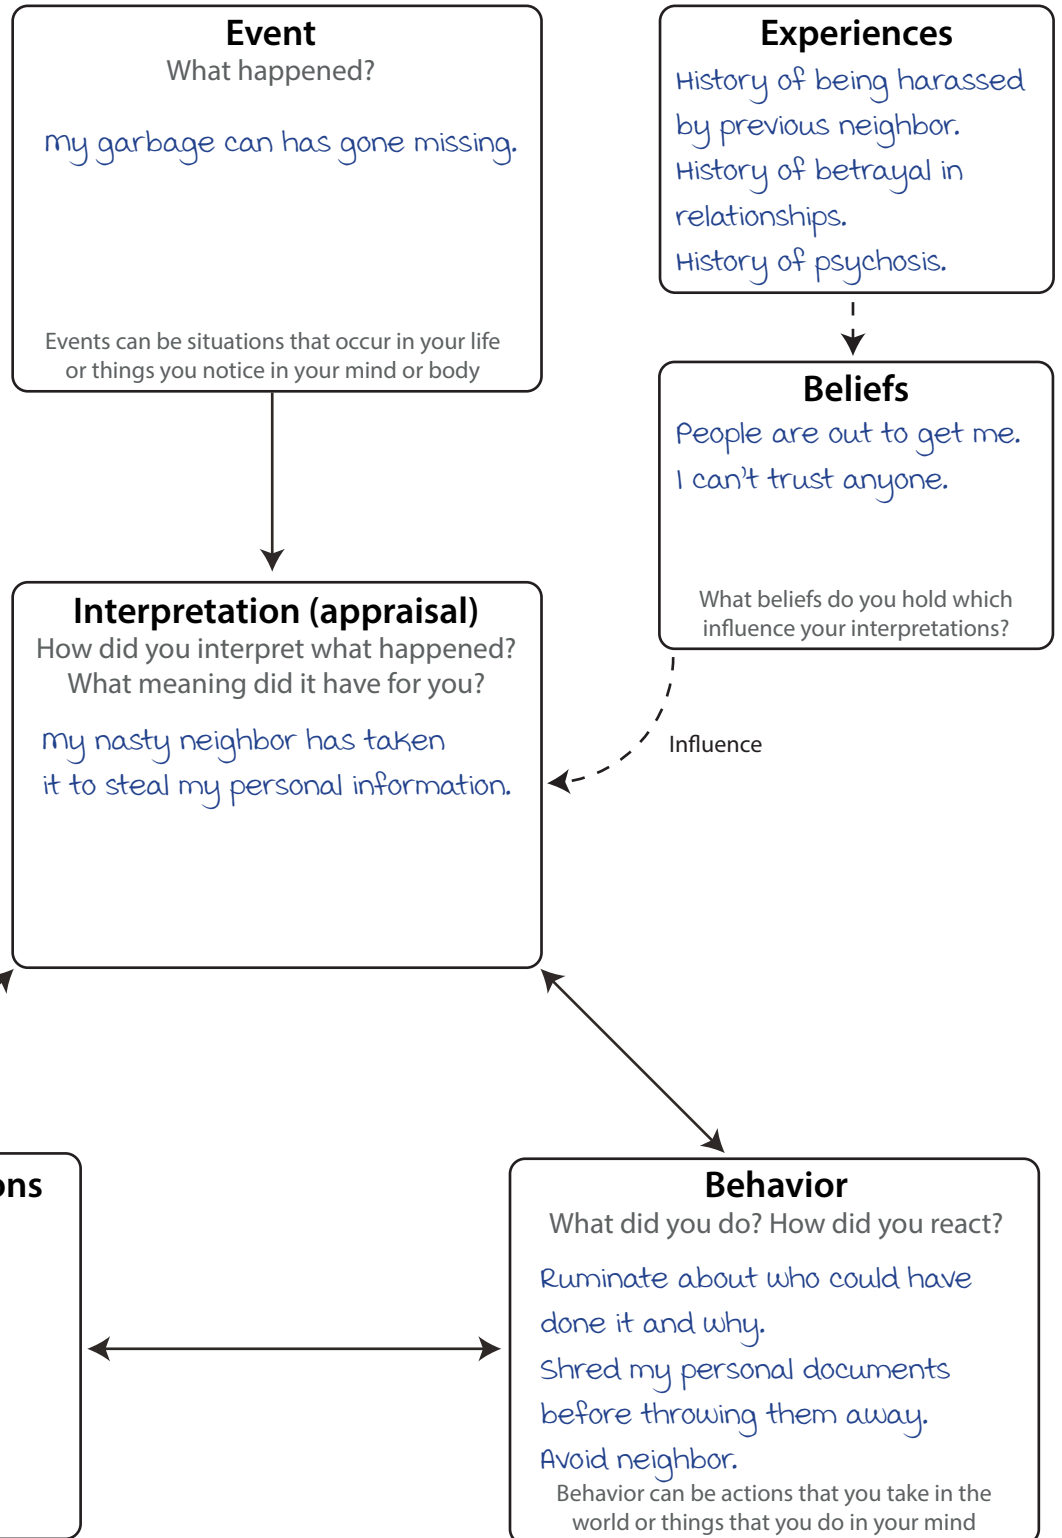 Event
What happened?
my garbage can has gone missing.
Events can be situations that occur in your life
or things you notice in your mind or body
Experiences
History of being harassed
by previous neighbor.
History of betrayal in
relationships.
History of psychosis.
Beliefs
People are out to get me.
I can't trust anyone.
What beliefs do you hold which
influence your interpretations?
Influence
Interpretation (appraisal)
How did you interpret what happened?
What meaning did it have for you?
my nasty neighbor has taken
it to steal my personal information.
ons
Behavior
What did you do? How did you react?
Ruminate about who could have
done it and why.
Shred my personal documents
before throwing them away.
Avoid neighbor.
Behavior can be actions that you take in the
world or things that you do in your mind